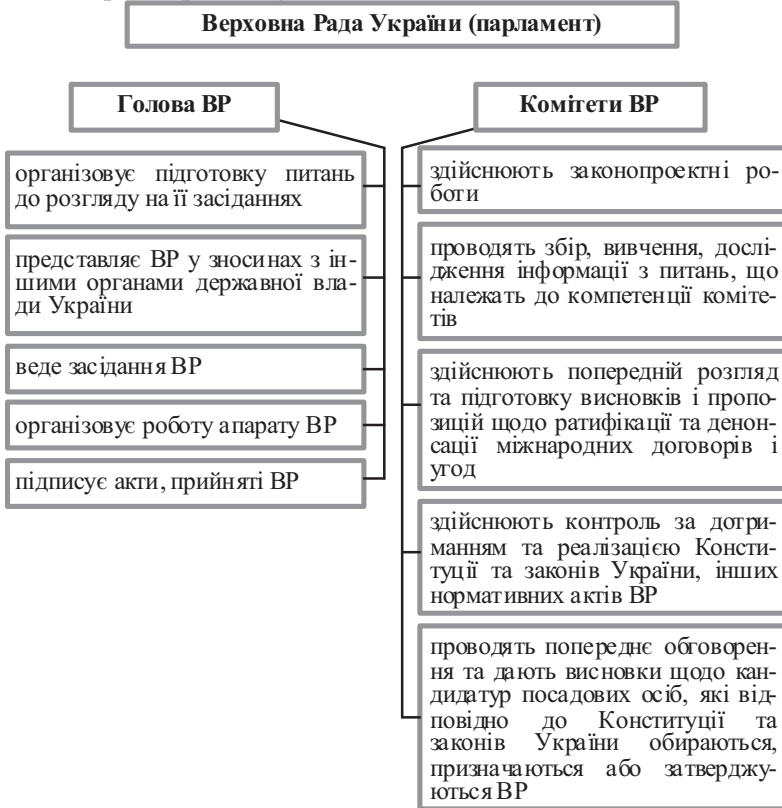 Верховна Рада України (парламент)
Голова ВР
організовує підготовку питань
до розгляду на її засіданнях
представляє ВР у зносинах з ін-
шими органами державної вла-
ди України
веде засідання ВР
організовує роботу апарату ВР
підписує акти, прийняті ВР
Комітети ВР
здійснюють законопроектні ро-
боти
проводять збір, вивчення, дослі-
дження інформації з питань, що
належать до компетенції коміте-
тів
здійснюють попередній розгляд
та підготовку висновків і пропо-
зицій щодо ратифікації та денон-
сації міжнародних договорів і
угод
здійснюють контроль за дотри-
манням та реалізацією Консти-
туції та законів України, інших
нормативних актів ВР
проводять попереднє обговорен-
ня та дають висновки щодо кан-
дидатур посадових осіб, які від-
повідно до Конституції та
законів України обираються,
призначаються або затверджу-
ються ВР